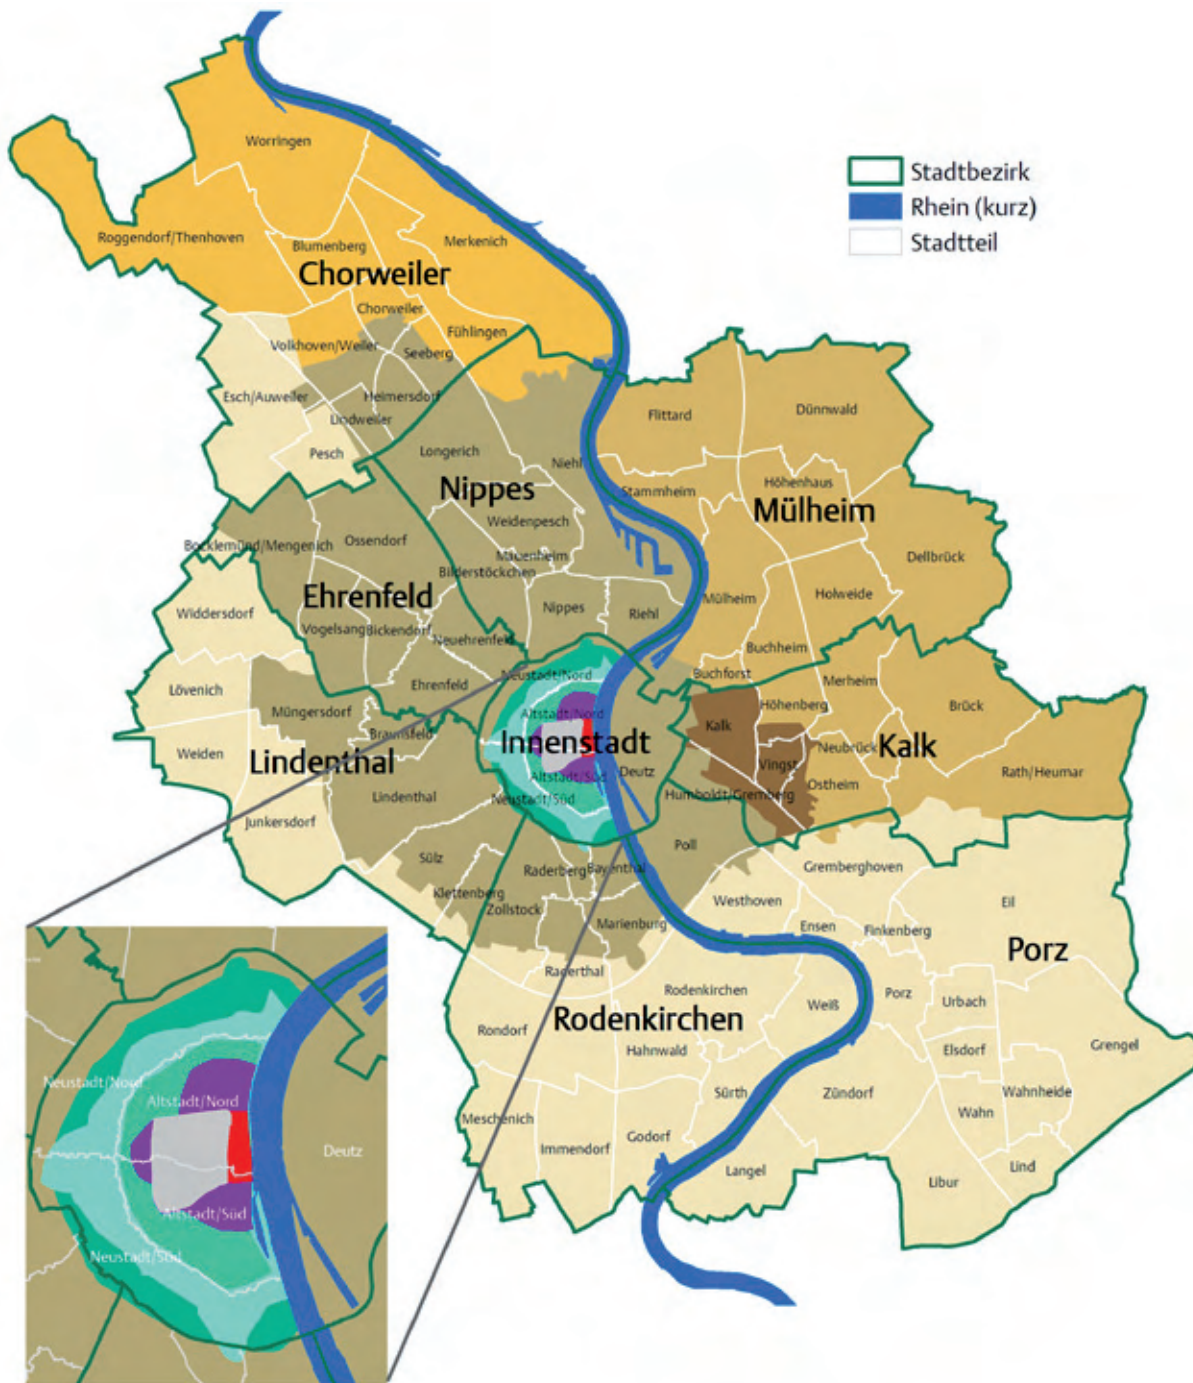 Worringen
Stadtbezirk
Rhein (kurz)
Stadtteil
Roggendorf/Thenhoven
Blumenberg
Merkenich
Chorweiler
Chorweiler
Fühlingen
Volkhoven/Weiler
Seeberg
Esch/Auweiler
Heimersdorf
Lindweiler
Pesch
Longerich
Niehl
Nippes
Weidenpesch
Mauenheim
Bilderstöckchen
Nippes
Riehl
Flittard
Dünnwald
Stammheim
Höhenhaus
Mülheim
Dellbrück
Mülheim
Holweide
Buchheim
Buchforst
Bocklemünd/Mengenich
Ossendorf
Ehrenfeld
Vogelsang
Bickendorf
Neuehrenfeld
Ehrenfeld
Widdersdorf
Lövenich
Müngersdorf
Braunsfeld
Weiden
Lindenthal
Lindenthal
Junkersdorf
Sülz
Klettenberg
Neustadt/Nord
Altstadt/Nord
Innenstadt
Altstadt/Süd
Deutz
Neustadt/Süd
Merheim
Brück
Kalk
Höhenberg
Neubrück
Kalk
Vingst
Rath/Heumar
Ostheim
Humboldt/Gremberg
Poll
Raderberg
Bayenthal
Zollstock
Marienburg
Raderthal
Rodenkirchen
Weiß
Rondorf
Rodenkirchen
Hahnwald
Sürth
Meschenich
Immendorf
Godorf
Gremberghoven
Westhoven
Eil
Ensen
Finkenberg
Porz
Porz
Urbach
Elsdorf
Grengel
Wahnheide
Zündorf
Wahn
Langel
Lind
Libur
Neustadt/Nord
Altstadt/Nord
Deutz
Altstadt/Süd
Neustadt/Süd